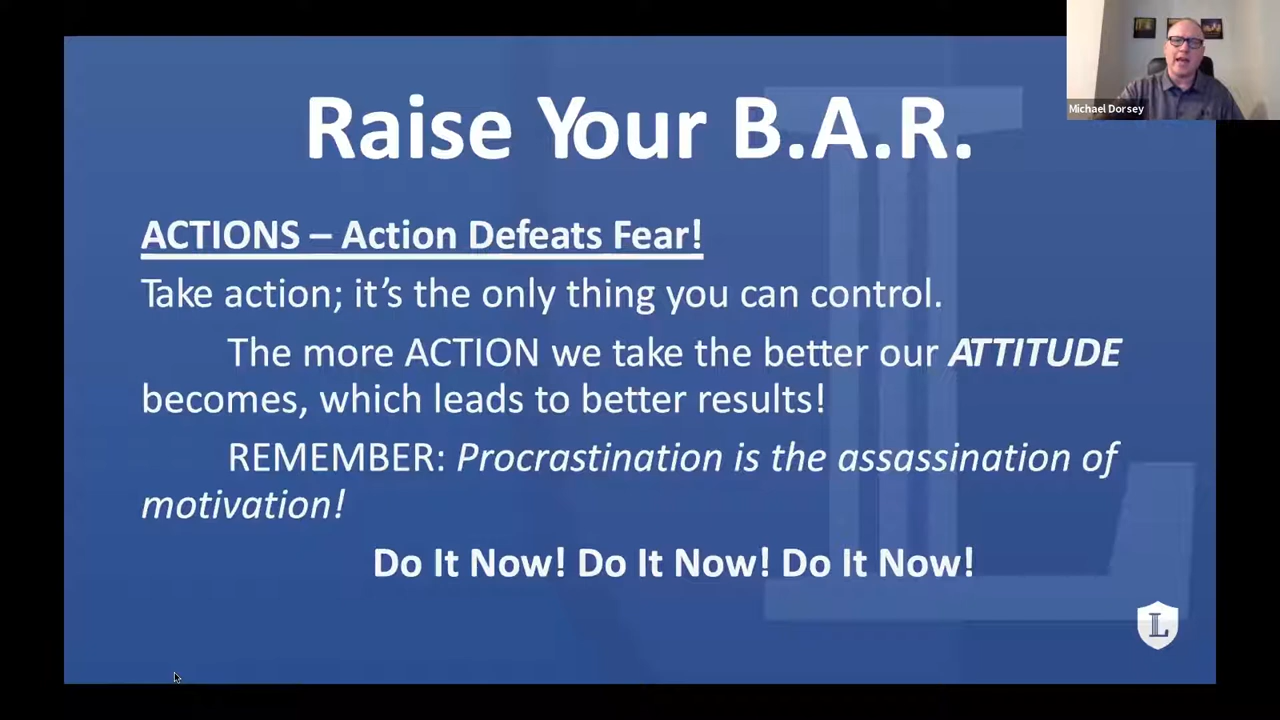 Raise Your B.A.R.
ACTIONS – Action Defeats Fear!
Take action; it’s the only thing you can control.
The more ACTION we take the better our ATTITUDE
becomes, which leads to better results!
REMEMBER: Procrastination is the assassination of
motivation!
Do It Now! Do It Now! Do It Now!
L
Michael Dorsey